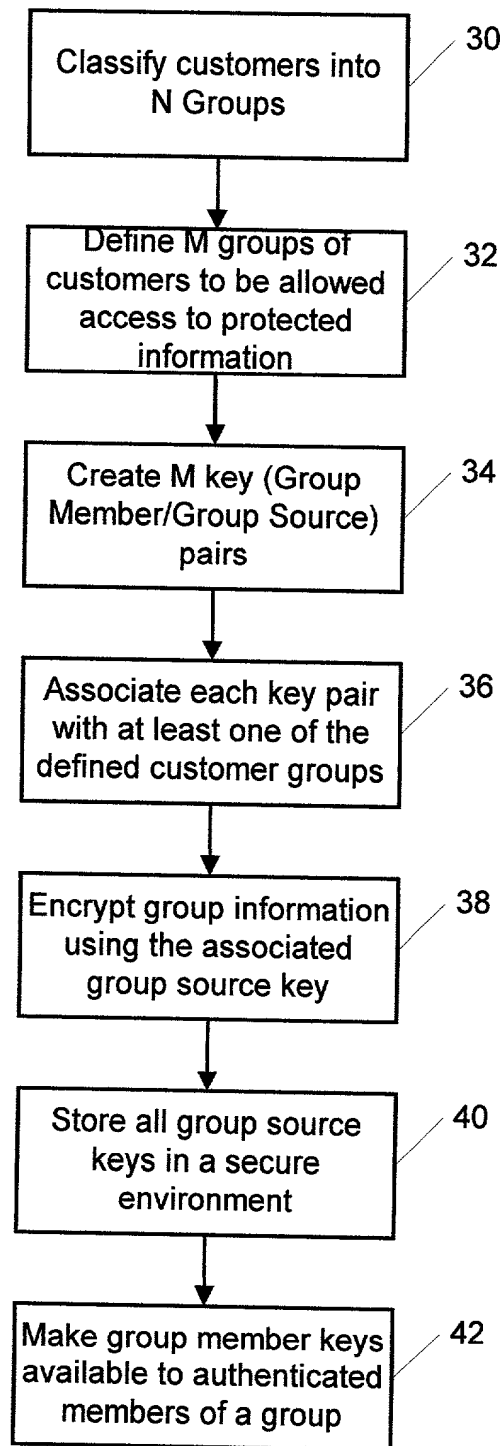 Classify customers into
N Groups
30
Define M groups of
customers to be allowed
access to protected
information
32
Create M key (Group
Member/Group Source)
pairs
34
Associate each key pair
with at least one of the
defined customer groups
36
Encrypt group information
using the associated
group source key
38
Store all group source
keys in a secure
environment
40
Make group member keys
available to authenticated
members of a group
42